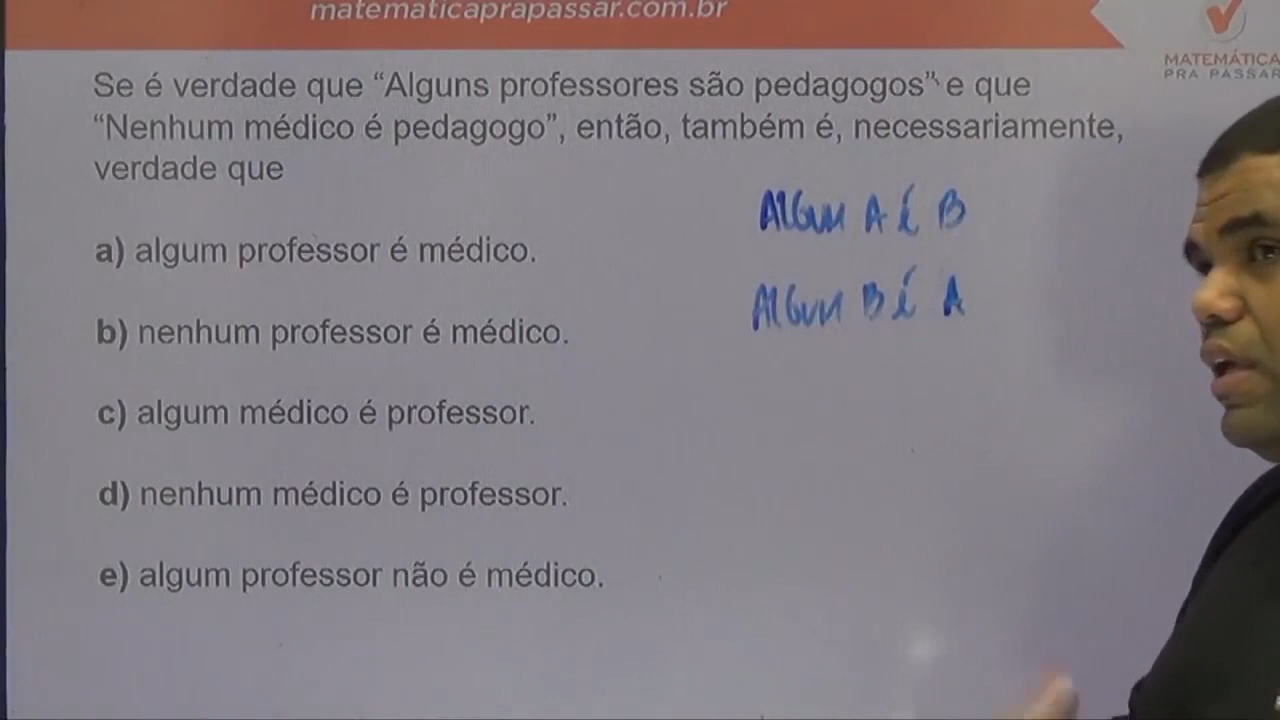 matematicaprapassar.com.br
MATEMÁTICA
PRA PASSAR
Se é verdade que “Alguns professores são pedagogos” e que
“Nenhum médico é pedagogo”, então, também é, necessariamente,
verdade que
ALGUM A É B
a) algum professor é médico.
ALGUM B É A
b) nenhum professor é médico.
c) algum médico é professor.
d) nenhum médico é professor.
e) algum professor não é médico.